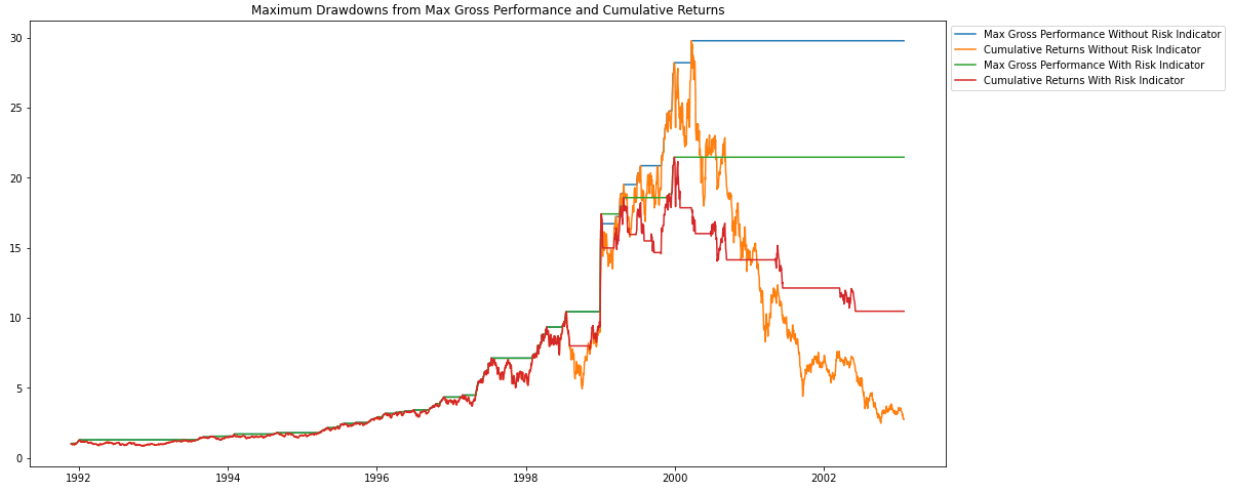 Maximum Drawdowns from Max Gross Performance and Cumulative Returns
Max Gross Performance Without Risk Indicator
Cumulative Returns Without Risk Indicator
Max Gross Performance With Risk Indicator
Cumulative Returns With Risk Indicator
30
25
20
15
10
5
0
1992 1994 1996 1998 2000 2002